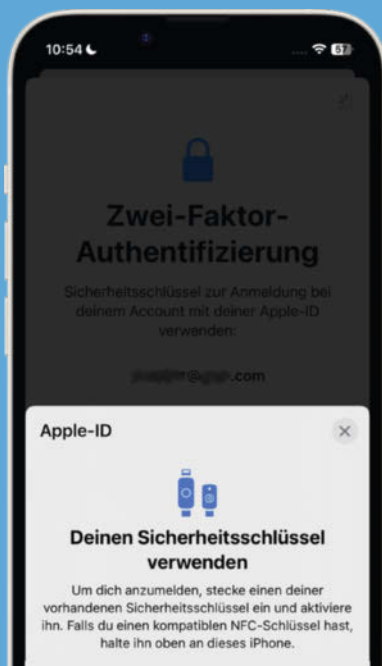 10:54
57
Zwei-Faktor-
Authentifizierung
Sicherheitsschlüssel zur Anmeldung bei
deinem Account mit deiner Apple-ID
verwenden:
.com
Apple-ID
Deinen Sicherheitsschlüssel
verwenden
Um dich anzumelden, stecke einen deiner
vorhandenen Sicherheitsschlüssel ein und aktiviere
ihn. Falls du einen kompatiblen NFC-Schlüssel hast,
halte ihn oben an dieses iPhone.